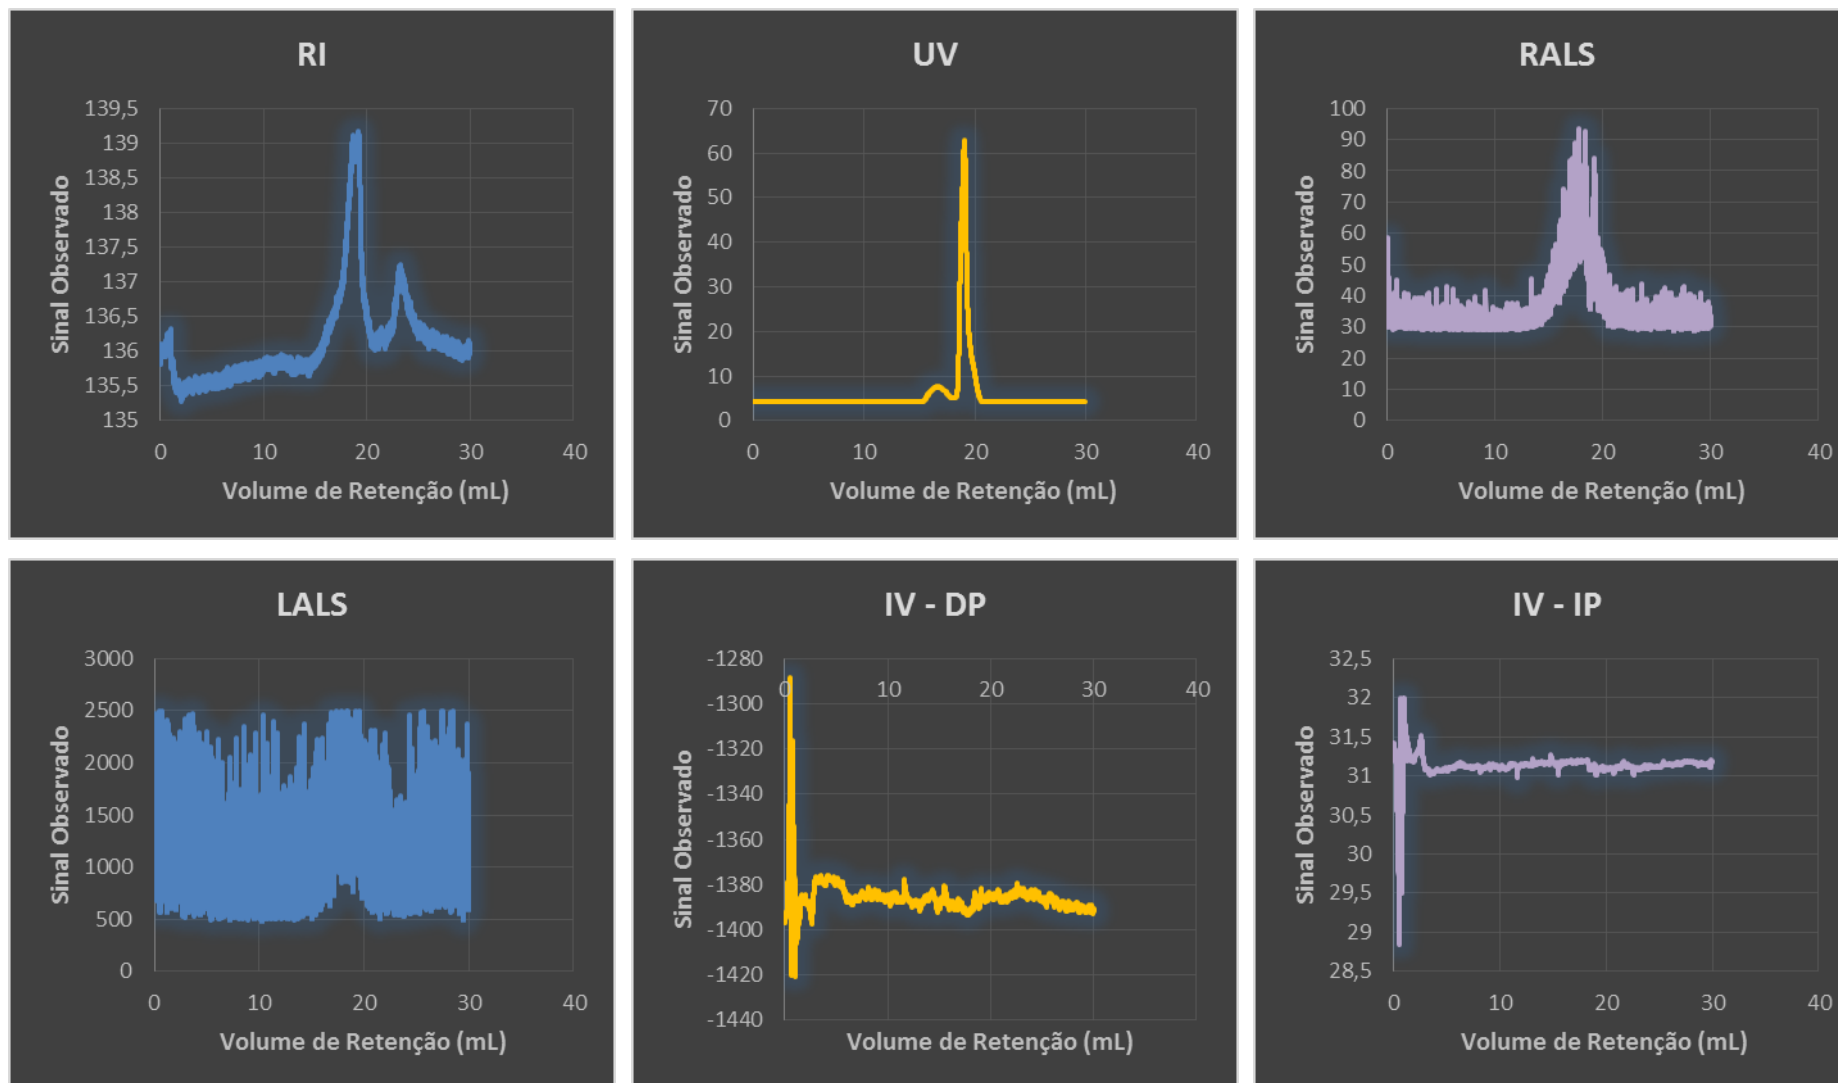 RI
Sinal Observado
139,5
139
138,5
138
137,5
137
136,5
136
135,5
135
0 10 20 30 40
Volume de Retenção (mL)
UV
Sinal Observado
70
60
50
40
30
20
10
0
0 10 20 30 40
Volume de Retenção (mL)
RALS
Sinal Observado
100
90
80
70
60
50
40
30
20
10
0
0 10 20 30 40
Volume de Retenção (mL)
LALS
Sinal Observado
3000
2500
2000
1500
1000
500
0
0 10 20 30 40
Volume de Retenção (mL)
IV - DP
Sinal Observado
-1280
0 10 20 30 40
-1300
-1320
-1340
-1360
-1380
-1400
-1420
-1440
Volume de Retenção (mL)
IV - IP
Sinal Observado
32,5
32
31,5
31
30,5
30
29,5
29
28,5
0 10 20 30 40
Volume de Retenção (mL)